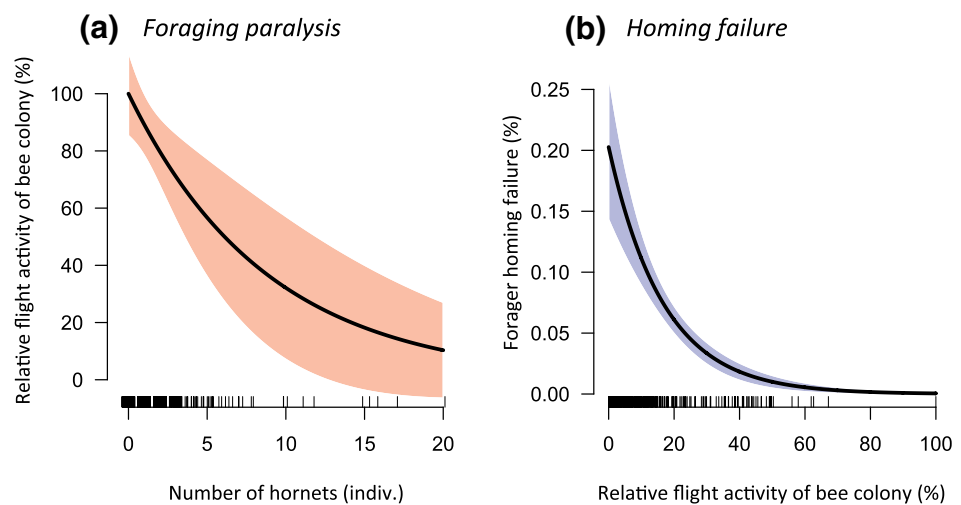 (a) Foraging paralysis
Relative flight activity of bee colony (%)
100
80
60
40
20
0
0 5 10 15 20
Number of hornets (indiv.)
(b) Homing failure
Forager homing failure (%)
0.25
0.20
0.15
0.10
0.05
0.00
0 20 40 60 80 100
Relative flight activity of bee colony (%)